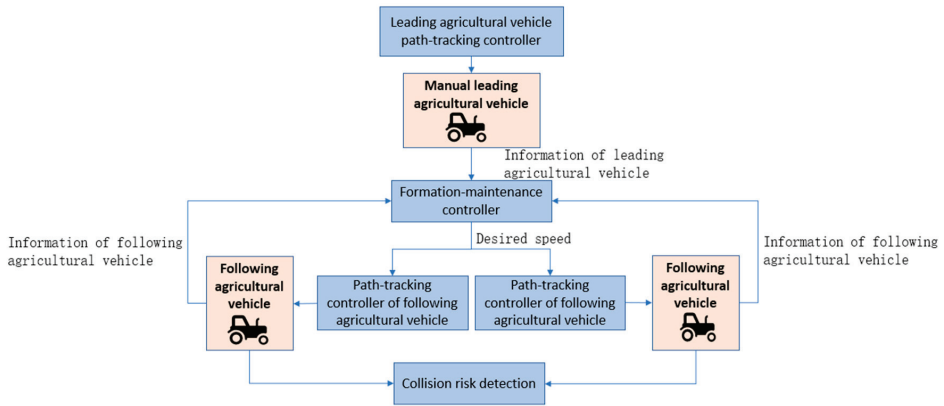 Leading agricultural vehicle
path-tracking controller
Manual leading
agricultural vehicle
Information of leading
agricultural vehicle
Formation-maintenance
controller
Desired speed
Information of following
agricultural vehicle
Information of following
agricultural vehicle
Following
agricultural
vehicle
Path-tracking
controller of following
agricultural vehicle
Path-tracking
controller of following
agricultural vehicle
Following
agricultural
vehicle
Collision risk detection